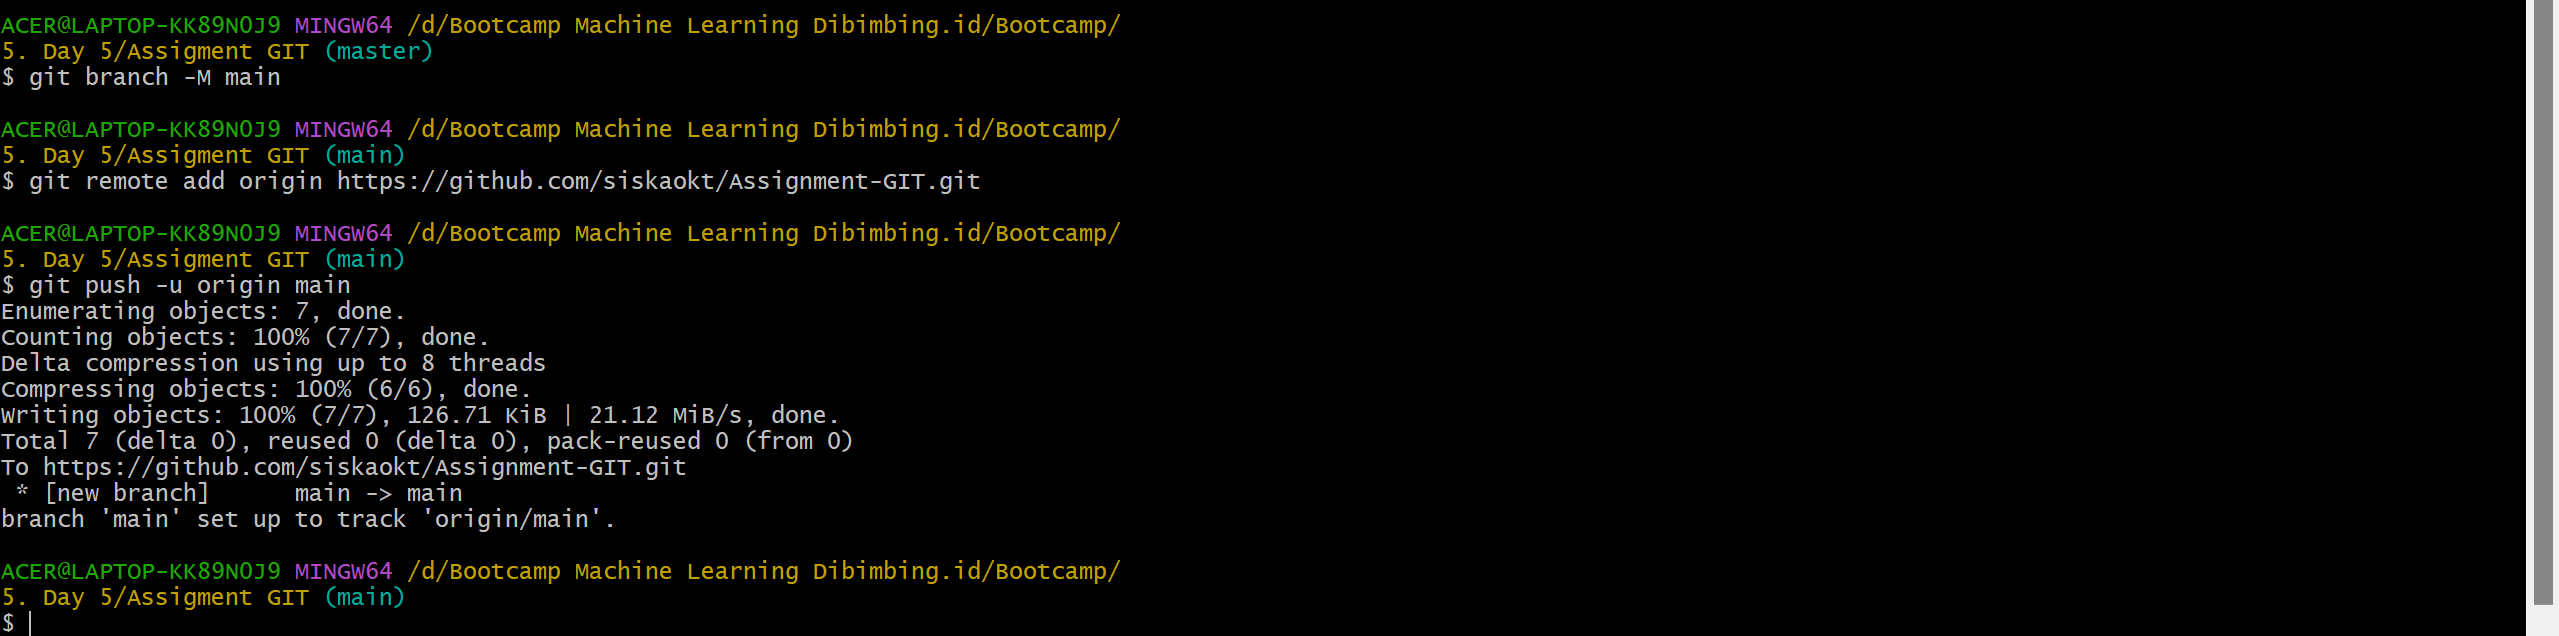 ACER@LAPTOP-KK89N0J9 MINGW64 /d/Bootcamp Machine Learning Dibimbing.id/Bootcamp/
5. Day 5/Assigment GIT (master)
$ git branch -M main
ACER@LAPTOP-KK89N0J9 MINGW64 /d/Bootcamp Machine Learning Dibimbing.id/Bootcamp/
5. Day 5/Assigment GIT (main)
$ git remote add origin https://github.com/siskaokt/Assignment-GIT.git
ACER@LAPTOP-KK89N0J9 MINGW64 /d/Bootcamp Machine Learning Dibimbing.id/Bootcamp/
5. Day 5/Assigment GIT (main)
$ git push -u origin main
Enumerating objects: 7, done.
Counting objects: 100% (7/7), done.
Delta compression using up to 8 threads
Compressing objects: 100% (6/6), done.
Writing objects: 100% (7/7), 126.71 KiB | 21.12 MiB/s, done.
Total 7 (delta 0), reused 0 (delta 0), pack-reused 0 (from 0)
To https://github.com/siskaokt/Assignment-GIT.git
 * [new branch]      main -> main
branch 'main' set up to track 'origin/main'.
ACER@LAPTOP-KK89N0J9 MINGW64 /d/Bootcamp Machine Learning Dibimbing.id/Bootcamp/
5. Day 5/Assigment GIT (main)
$